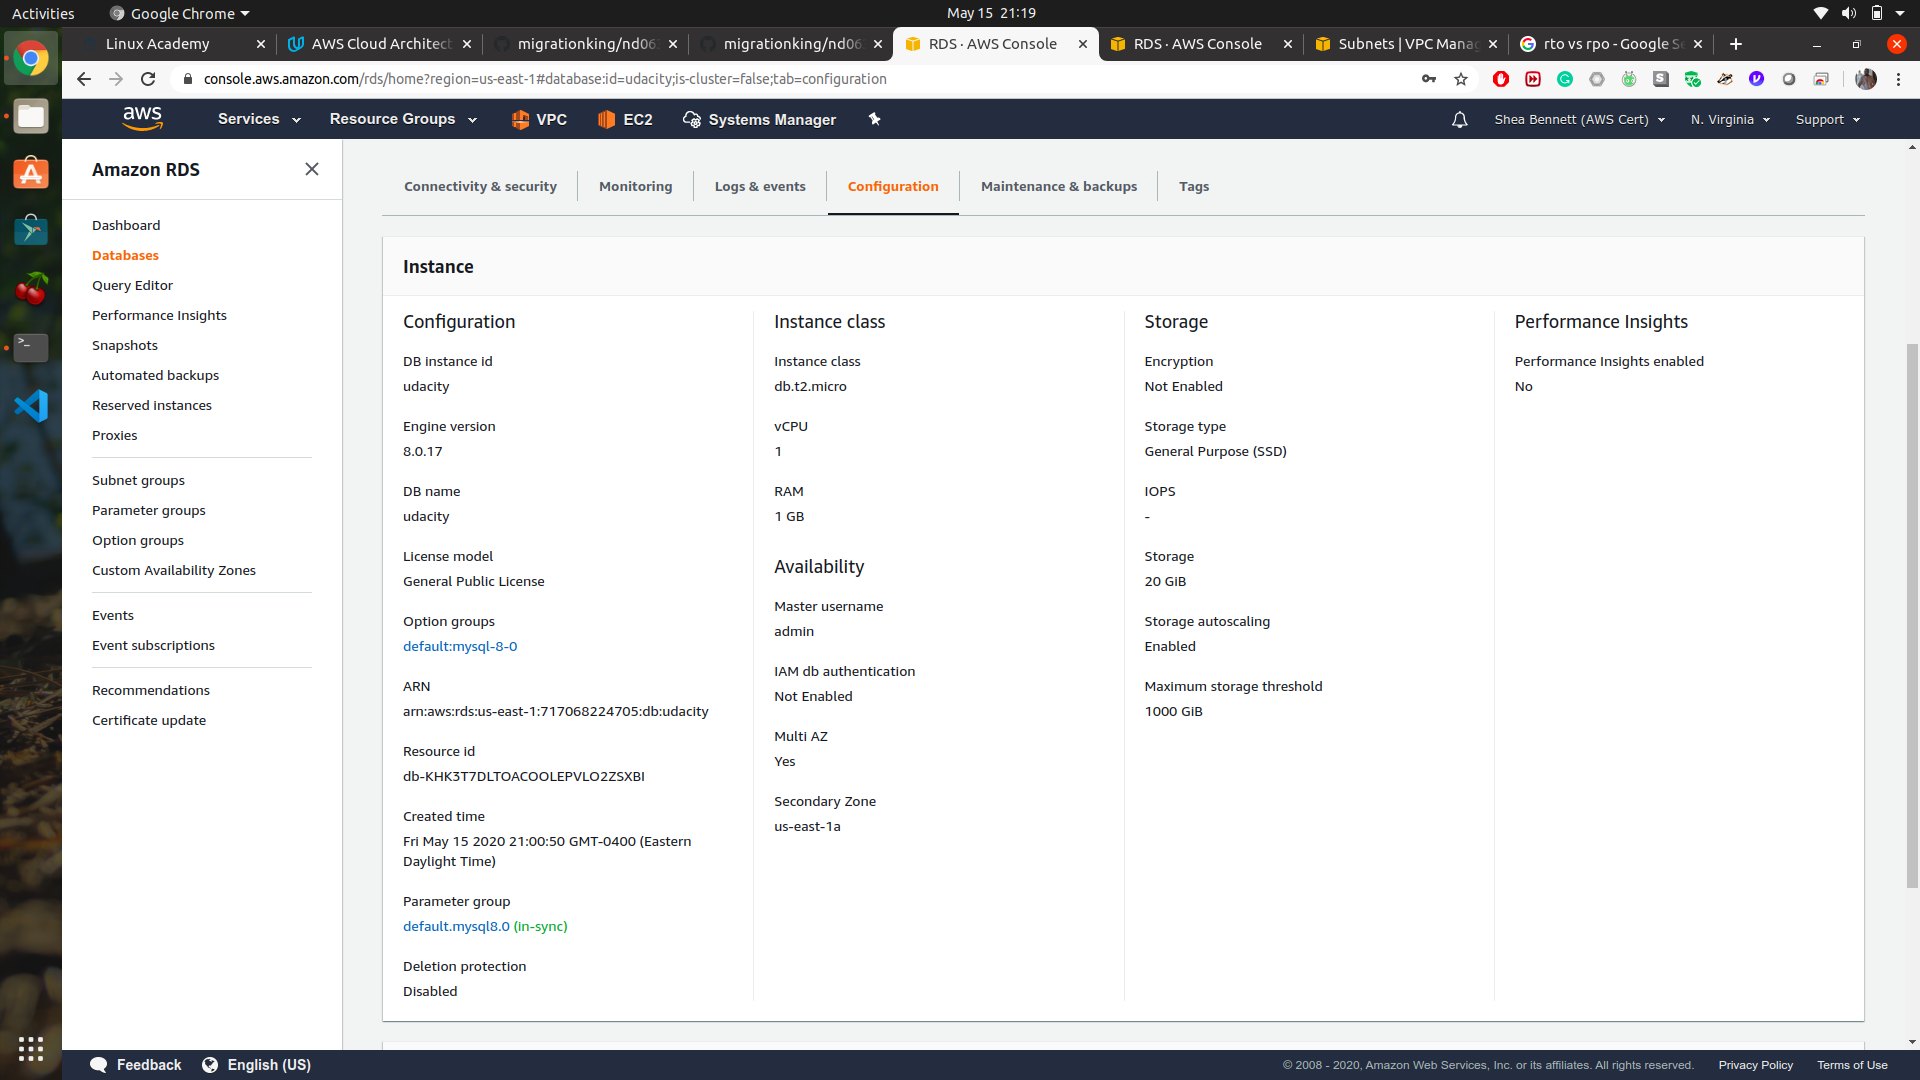 Activities
Google Chrome
May 15 21:19
Linux Academy
AWS Cloud Architect
migrationking/nd06
migrationking/nd06
RDS · AWS Console
RDS · AWS Console
Subnets | VPC Manag
rto vs rpo - Google Se
console.aws.amazon.com/rds/home?region=us-east-1#database:id=udacity;is-cluster=false;tab=configuration
aws
Services
Resource Groups
VPC
EC2
Systems Manager
Shea Bennett (AWS Cert)
N. Virginia
Support
Amazon RDS
Dashboard
Databases
Query Editor
Performance Insights
Snapshots
Automated backups
Reserved instances
Proxies
Subnet groups
Parameter groups
Option groups
Custom Availability Zones
Events
Event subscriptions
Recommendations
Certificate update
Connectivity & security
Monitoring
Logs & events
Configuration
Maintenance & backups
Tags
Instance
Configuration
DB instance id
udacity
Engine version
8.0.17
DB name
udacity
License model
General Public License
Option groups
default:mysql-8-0
ARN
arn:aws:rds:us-east-1:717068224705:db:udacity
Resource id
db-KHK3T7DLTOACOOLEPVLO2ZSXBI
Created time
Fri May 15 2020 21:00:50 GMT-0400 (Eastern
Daylight Time)
Parameter group
default.mysql8.0 (in-sync)
Deletion protection
Disabled
Instance class
Instance class
db.t2.micro
vCPU
1
RAM
1 GB
Availability
Master username
admin
IAM db authentication
Not Enabled
Multi AZ
Yes
Secondary Zone
us-east-1a
Storage
Encryption
Not Enabled
Storage type
General Purpose (SSD)
IOPS
-
Storage
20 GiB
Storage autoscaling
Enabled
Maximum storage threshold
1000 GiB
Performance Insights
Performance Insights enabled
No
Feedback
English (US)
© 2008 - 2020, Amazon Web Services, Inc. or its affiliates. All rights reserved.
Privacy Policy
Terms of Use